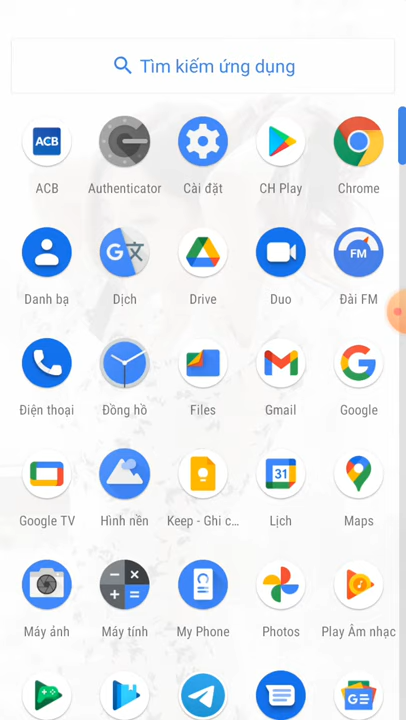 Tìm kiếm ứng dụng
ACB
ACB Authenticator Cài đặt CH Play Chrome
G FM
Danh bạ Dịch Drive Duo Đài FM
Điện thoại Đồng hồ Files Gmail Google
31
Google TV Hình nền Keep - Ghi c... Lịch Maps
Máy ảnh Máy tính My Phone Photos Play Âm nhạc